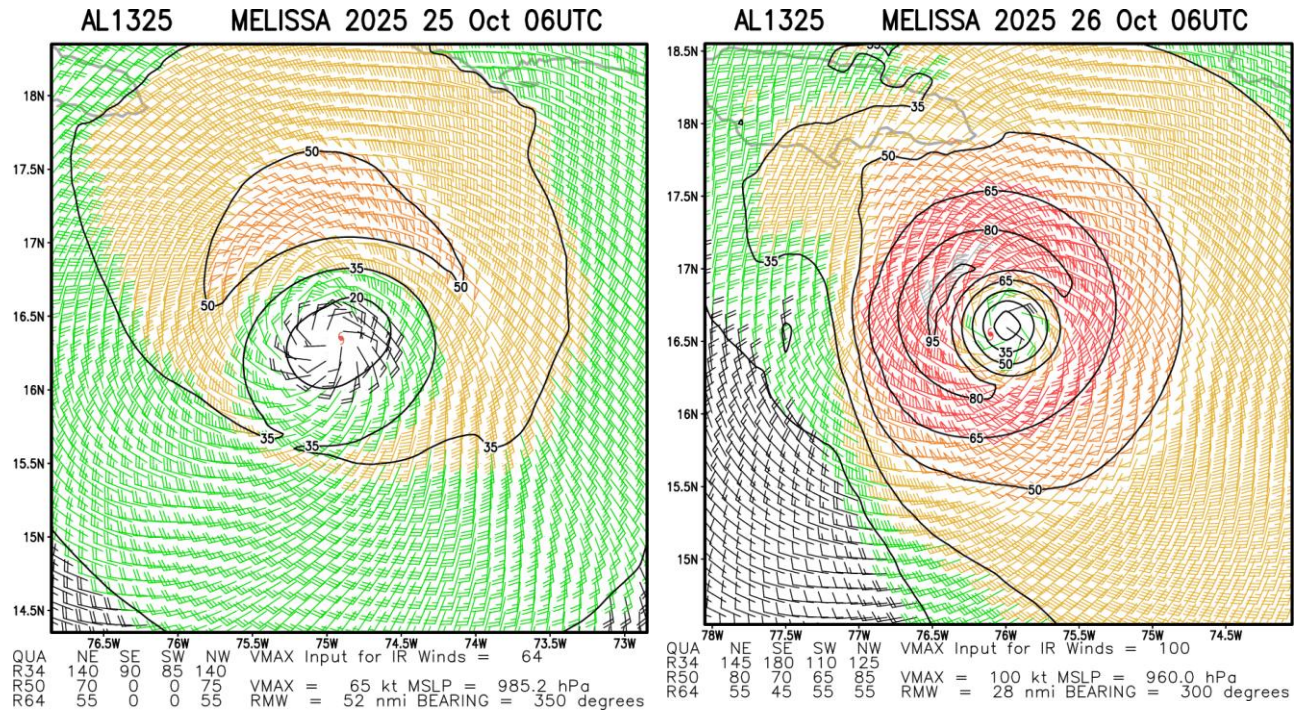 AL1325 MELISSA 2025 25 Oct 06UTC
18N
17.5N
17N
16.5N
16N
15.5N
15N
14.5N
50
50
50
35
20
35
35
35
76.5W 76W 75.5W 75W 74.5W 74W 73.5W 73W
QUA NE SE SW NW VMAX Input for IR Winds = 64
R34 140 90 85 140
R50 70 0 0 75 VMAX = 65 kt MSLP = 985.2 hPa
R64 55 0 0 55 RMW = 52 nmi BEARING = 350 degrees
AL1325 MELISSA 2025 26 Oct 06UTC
18.5N
18N
17.5N
17N
16.5N
16N
15.5N
15N
35
35
50
65
80
35
65
95
35
50
80
65
50
78W 77.5W 77W 76.5W 76W 75.5W 75W 74.5W
QUA NE SE SW NW VMAX Input for IR Winds = 100
R34 145 180 110 125
R50 80 70 65 85 VMAX = 100 kt MSLP = 960.0 hPa
R64 55 45 55 55 RMW = 28 nmi BEARING = 300 degrees